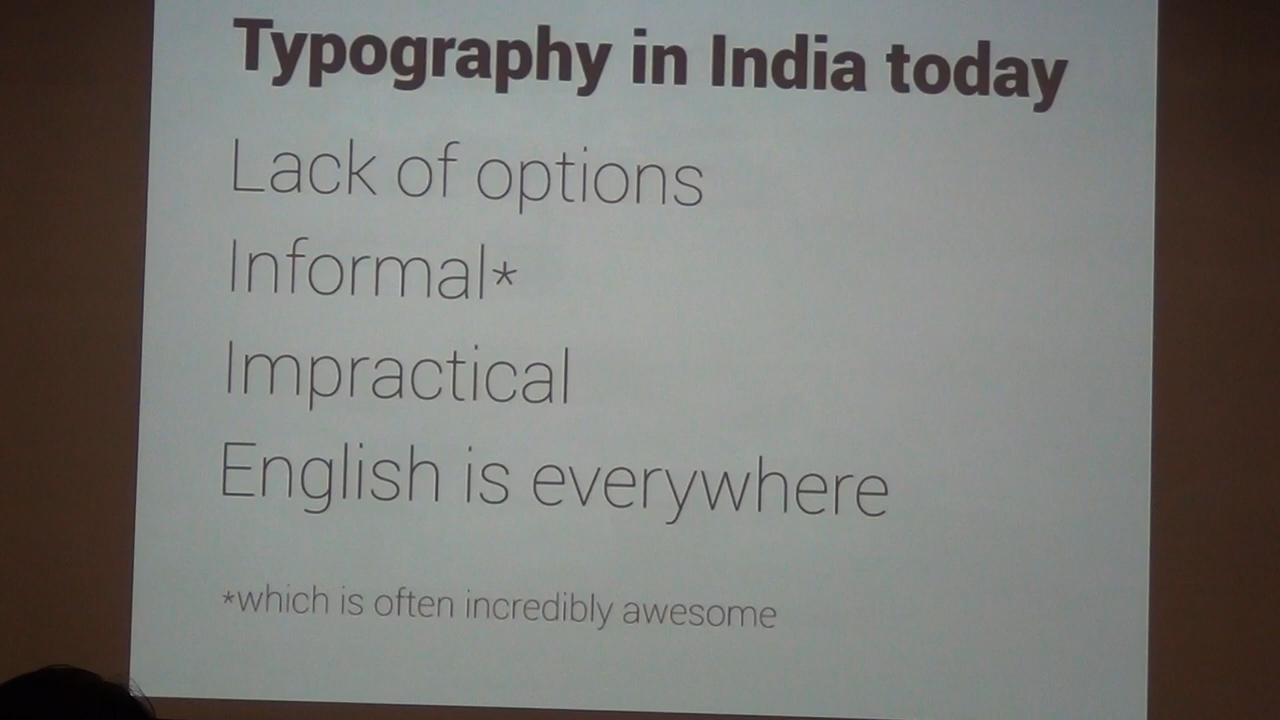 Typography in India today
Lack of options
Informal*
Impractical
English is everywhere
*which is often incredibly awesome